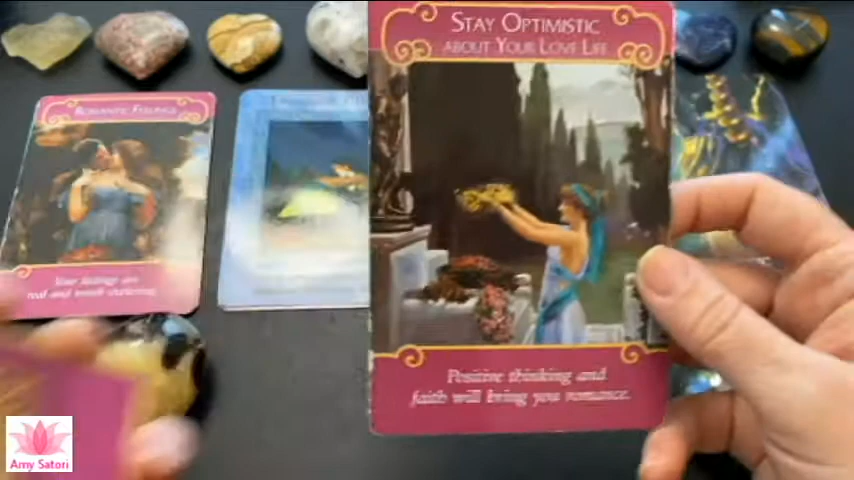 STAY OPTIMISTIC
ABOUT YOUR LOVE LIFE
ROMANTIC FEELINGS
Your feelings are
real and worth
Positive thinking and
faith will bring you romance.
Amy Satori